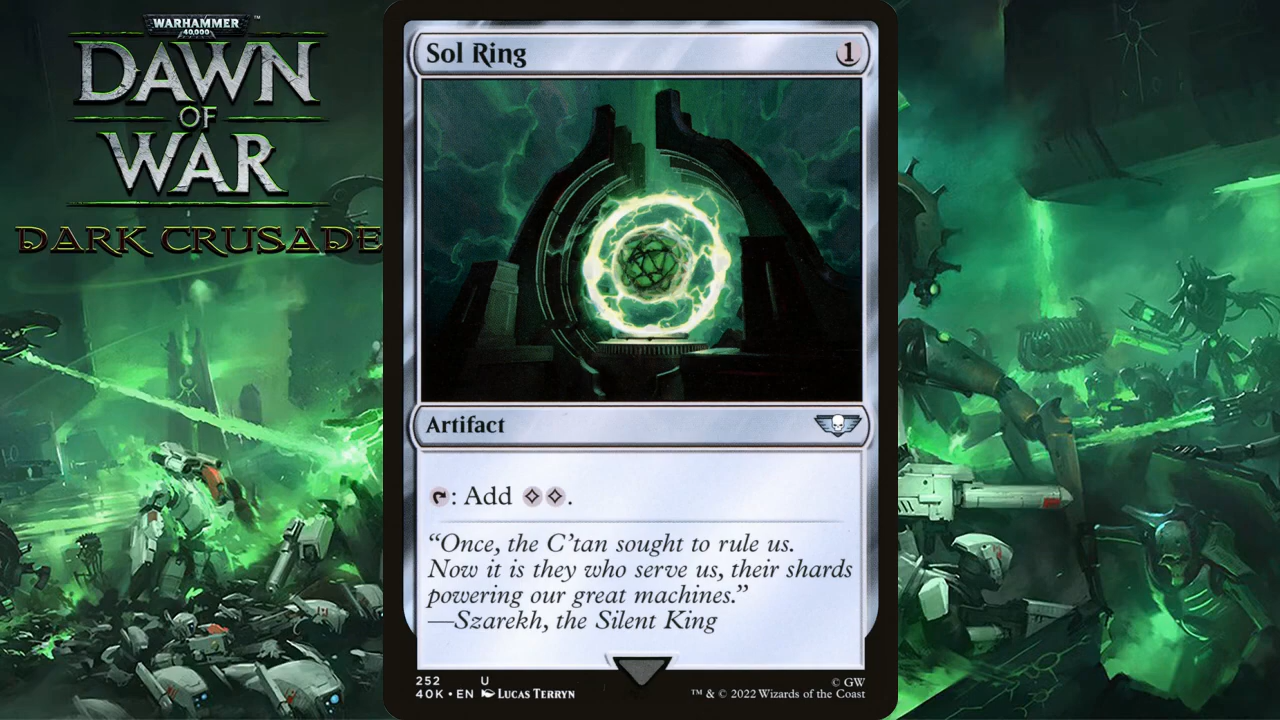 WARHAMMER
40,000
™
DAWN
OF
WAR
DARK CRUSADE
Sol Ring 1
Artifact
: Add .
“Once, the C’tan sought to rule us.
Now it is they who serve us, their shards
powering our great machines.”
—Szarekh, the Silent King
252 U
40K • EN Lucas Terryn
© GW
™ & © 2022 Wizards of the Coast